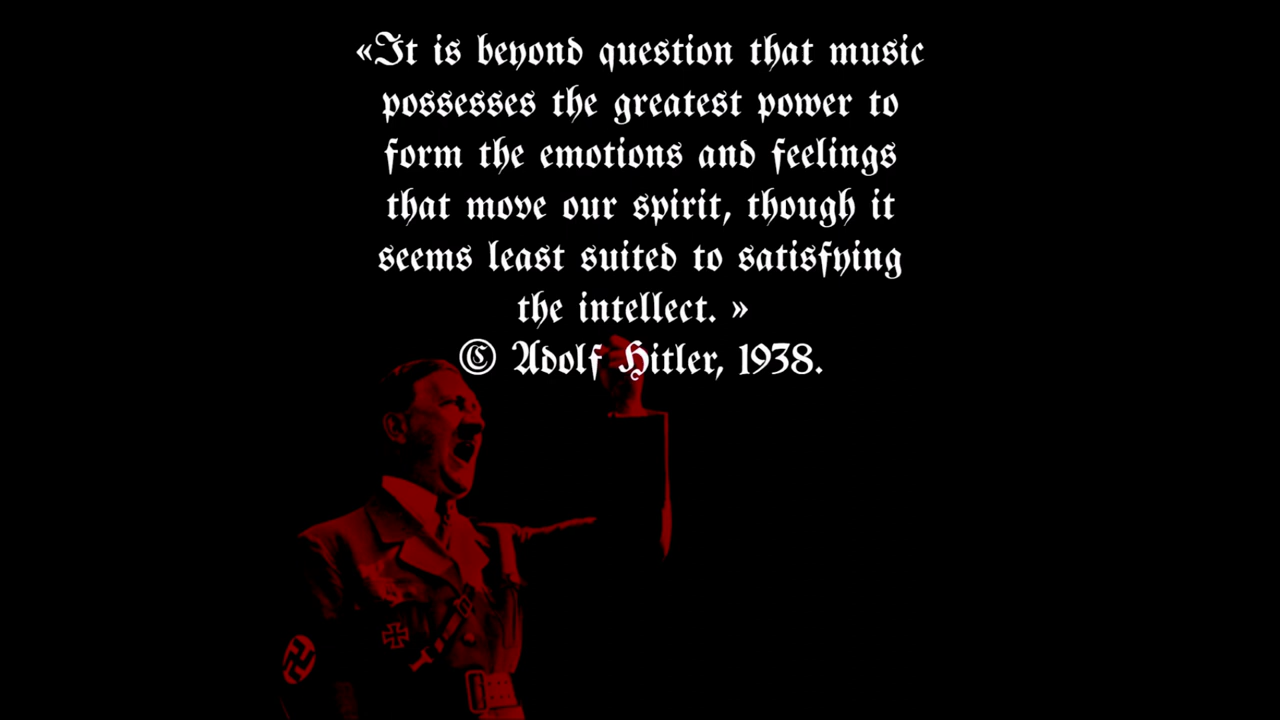 «It is beyond question that music
possesses the greatest power to
form the emotions and feelings
that move our spirit, though it
seems least suited to satisfying
the intellect. »
© Adolf Hitler, 1938.